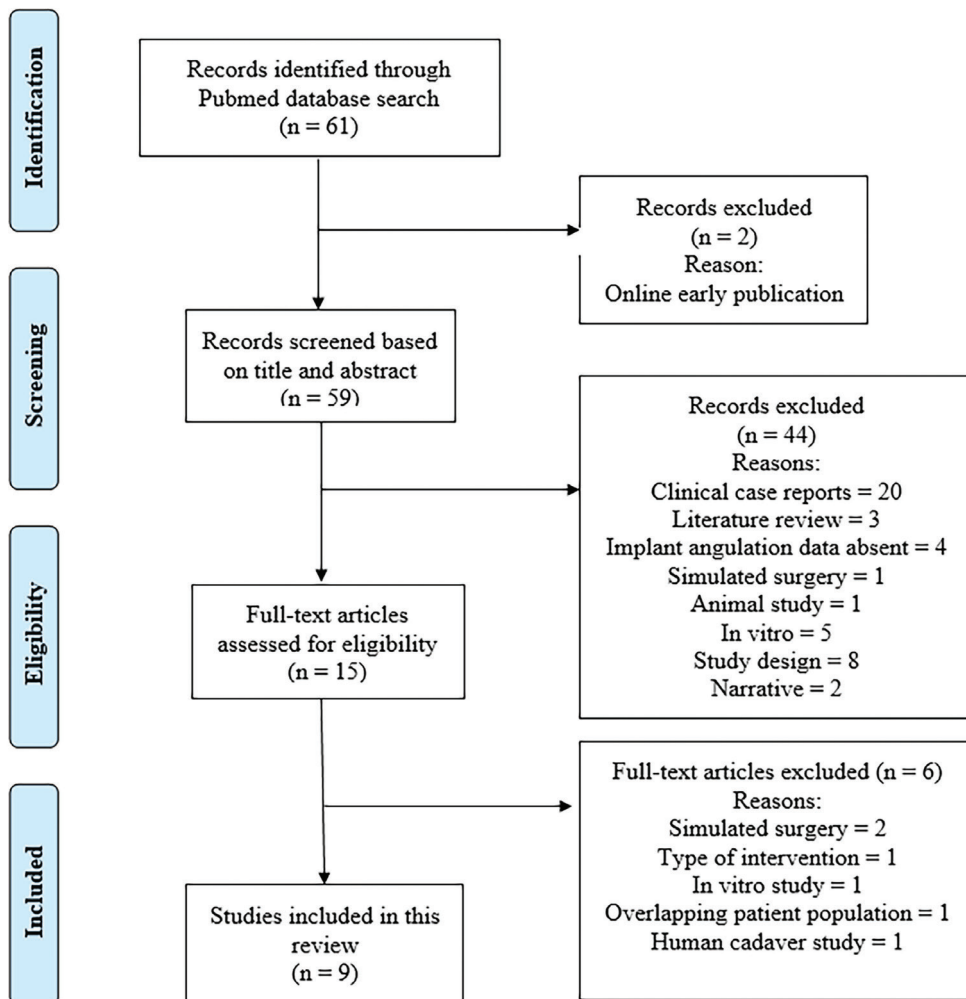 Identification
Records identified through
Pubmed database search
(n = 61)
Records excluded
(n = 2)
Reason:
Online early publication
Screening
Records screened based
on title and abstract
(n = 59)
Records excluded
(n = 44)
Reasons:
Clinical case reports = 20
Literature review = 3
Implant angulation data absent = 4
Simulated surgery = 1
Animal study = 1
In vitro = 5
Study design = 8
Narrative = 2
Eligibility
Full-text articles
assessed for eligibility
(n = 15)
Full-text articles excluded (n = 6)
Reasons:
Simulated surgery = 2
Type of intervention = 1
In vitro study = 1
Overlapping patient population = 1
Human cadaver study = 1
Included
Studies included in this
review
(n = 9)